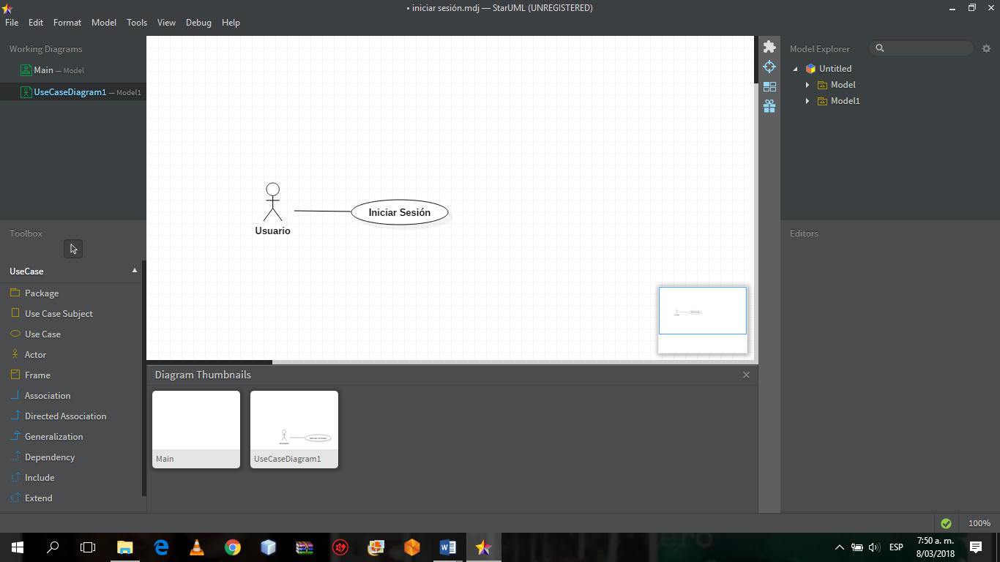 • iniciar sesión.mdj — StarUML (UNREGISTERED)
File Edit Format Model Tools View Debug Help
Working Diagrams
Main — Model
UseCaseDiagram1 — Model1
Toolbox
UseCase
Package
Use Case Subject
Use Case
Actor
Frame
Association
Directed Association
Generalization
Dependency
Include
Extend
Usuario
Iniciar Sesión
Diagram Thumbnails
Main
UseCaseDiagram1
Model Explorer
Untitled
Model
Model1
Editors
100%
ESP
7:50 a. m.
8/03/2018